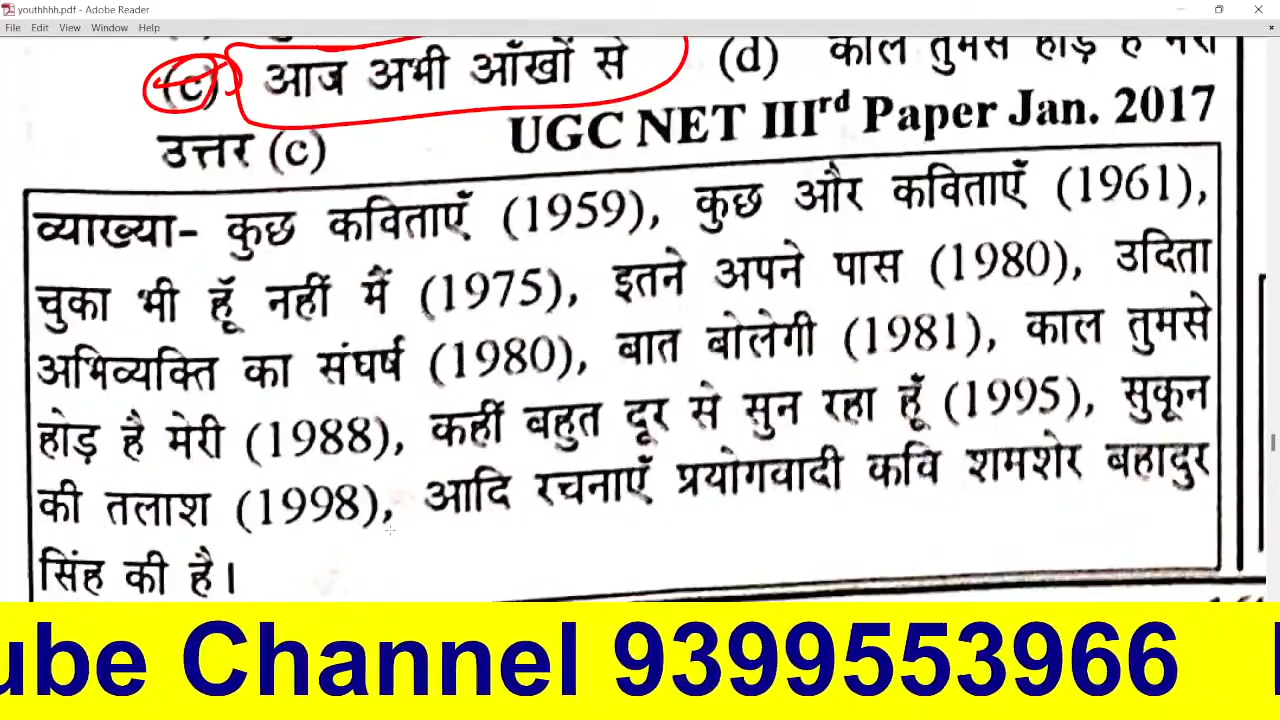 youthhhh.pdf - Adobe Reader
File Edit View Window Help
(c) आज अभी आँखों से (d) काल तुमसे होड़ है मेरी
उत्तर (c) UGC NET IIIrd Paper Jan. 2017
व्याख्या- कुछ कविताएँ (1959), कुछ और कविताएँ (1961),
चुका भी हूँ नहीं मैं (1975), इतने अपने पास (1980), उदिता
अभिव्यक्ति का संघर्ष (1980), बात बोलेगी (1981), काल तुमसे
होड़ है मेरी (1988), कहीं बहुत दूर से सुन रहा हूँ (1995), सुकून
की तलाश (1998), आदि रचनाएँ प्रयोगवादी कवि शमशेर बहादुर
सिंह की है।
ube Channel 9399553966